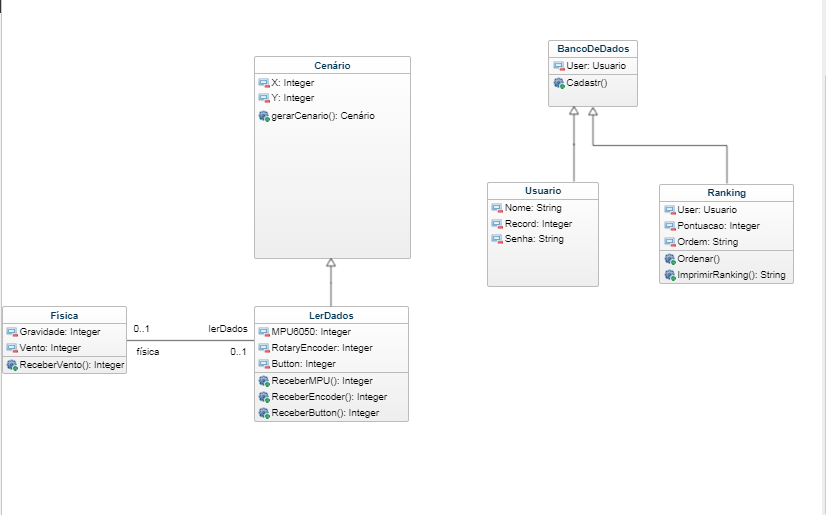 Cenário
X: Integer
Y: Integer
gerarCenario(): Cenário
BancoDeDados
User: Usuario
Cadastr()
Usuario
Nome: String
Record: Integer
Senha: String
Ranking
User: Usuario
Pontuacao: Integer
Ordem: String
Ordenar()
ImprimirRanking(): String
Física
Gravidade: Integer
Vento: Integer
ReceberVento(): Integer
0..1
lerDados
física
0..1
LerDados
MPU6050: Integer
RotaryEncoder: Integer
Button: Integer
ReceberMPU(): Integer
ReceberEncoder(): Integer
ReceberButton(): Integer